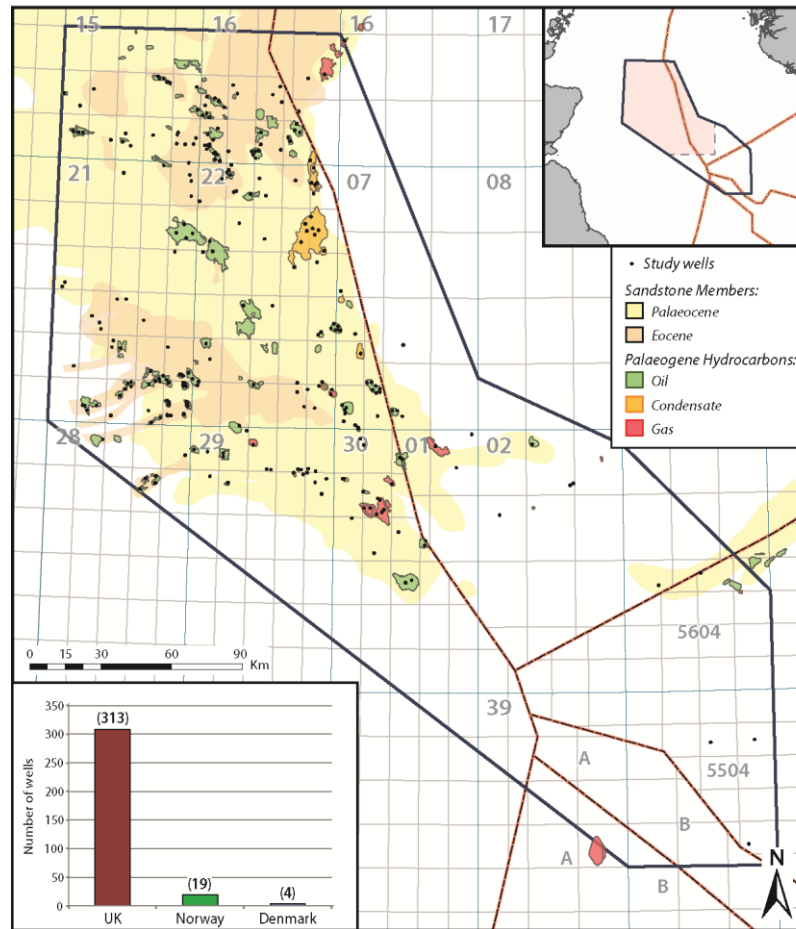 15
16
16
17
21
22
07
08
28
29
30
01
02
39
5604
5504
A
B
A
B
• Study wells
Sandstone Members:
Palaeocene
Eocene
Palaeogene Hydrocarbons:
Oil
Condensate
Gas
0 15 30 60 90
Km
350
300
250
200
150
100
50
0
Number of wells
(313)
(19)
(4)
UK Norway Denmark
N